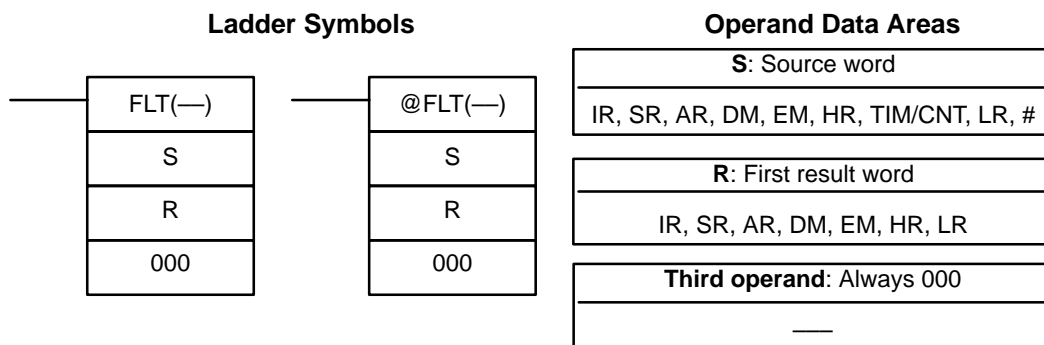 Ladder Symbols
FLT(—)
S
R
000
@FLT(—)
S
R
000
Operand Data Areas
S: Source word
IR, SR, AR, DM, EM, HR, TIM/CNT, LR, #
R: First result word
IR, SR, AR, DM, EM, HR, LR
Third operand: Always 000
—